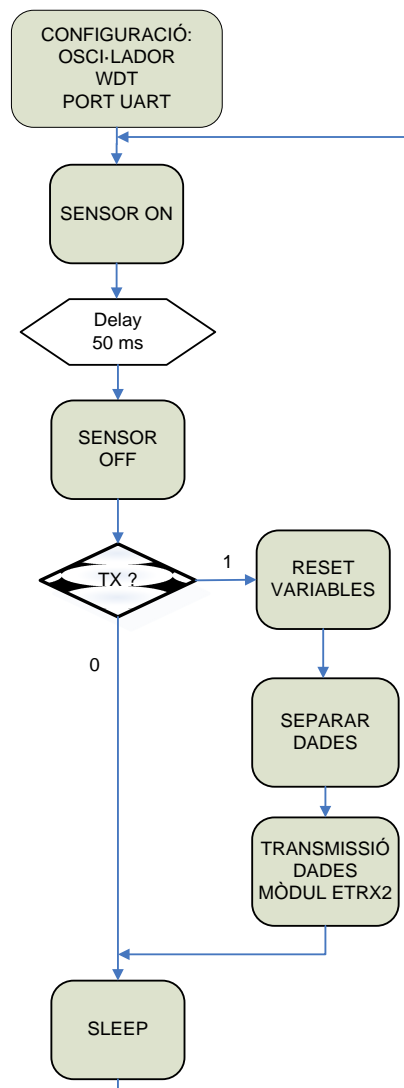 CONFIGURACIÓ:
OSCI·LADOR
WDT
PORT UART
SENSOR ON
Delay
50 ms
SENSOR
OFF
TX ?
1
RESET
VARIABLES
0
SEPARAR
DADES
TRANSMISSIÓ
DADES
MÒDUL ETRX2
SLEEP